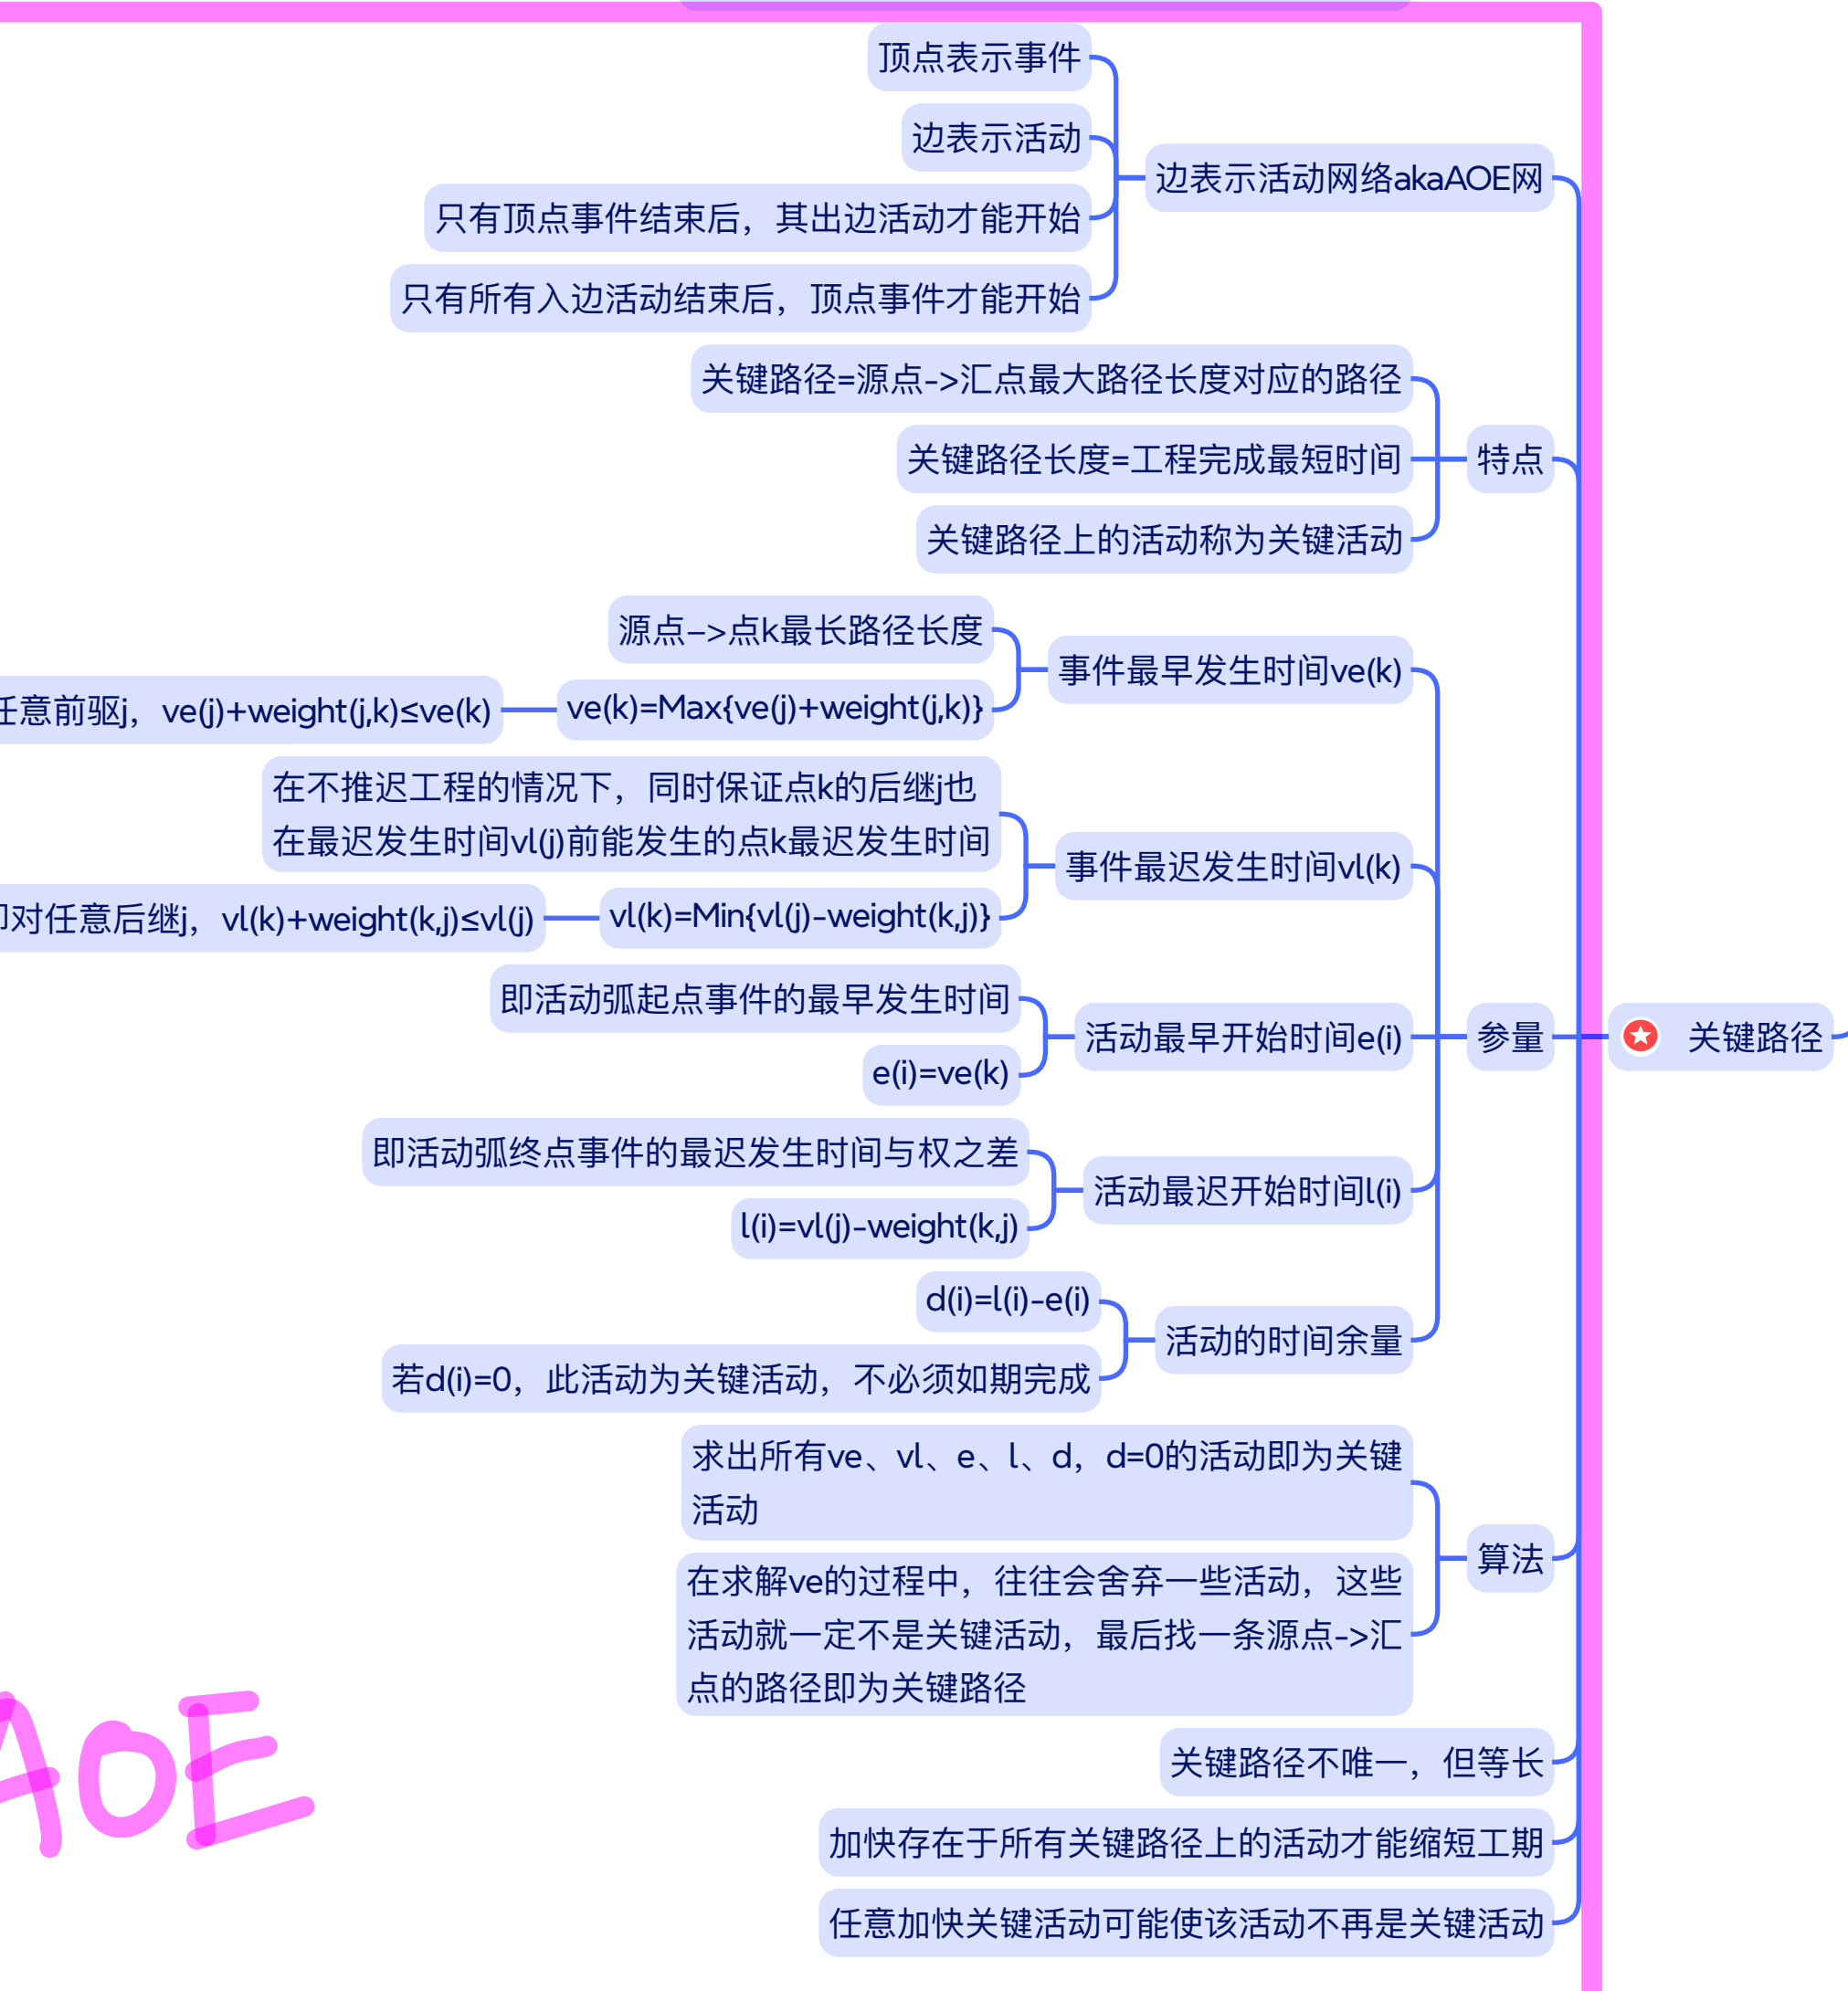 顶点表示事件
边表示活动
只有顶点事件结束后，其出边活动才能开始
只有所有入边活动结束后，顶点事件才能开始
边表示活动网络akaAOE网
关键路径=源点->汇点最大路径长度对应的路径
关键路径长度=工程完成最短时间
关键路径上的活动称为关键活动
特点
源点–>点k最长路径长度
任意前驱j，ve(j)+weight(j,k)≤ve(k)
ve(k)=Max{ve(j)+weight(j,k)}
事件最早发生时间ve(k)
在不推迟工程的情况下，同时保证点k的后继j也
在最迟发生时间vl(j)前能发生的点k最迟发生时间
即对任意后继j，vl(k)+weight(k,j)≤vl(j)
vl(k)=Min{vl(j)-weight(k,j)}
事件最迟发生时间vl(k)
即活动弧起点事件的最早发生时间
e(i)=ve(k)
活动最早开始时间e(i)
即活动弧终点事件的最迟发生时间与权之差
l(i)=vl(j)-weight(k,j)
活动最迟开始时间l(i)
d(i)=l(i)-e(i)
若d(i)=0，此活动为关键活动，不必须如期完成
活动的时间余量
参量
关键路径
求出所有ve、vl、e、l、d，d=0的活动即为关键
活动
在求解ve的过程中，往往会舍弃一些活动，这些
活动就一定不是关键活动，最后找一条源点->汇
点的路径即为关键路径
算法
关键路径不唯一，但等长
加快存在于所有关键路径上的活动才能缩短工期
任意加快关键活动可能使该活动不再是关键活动
AOE